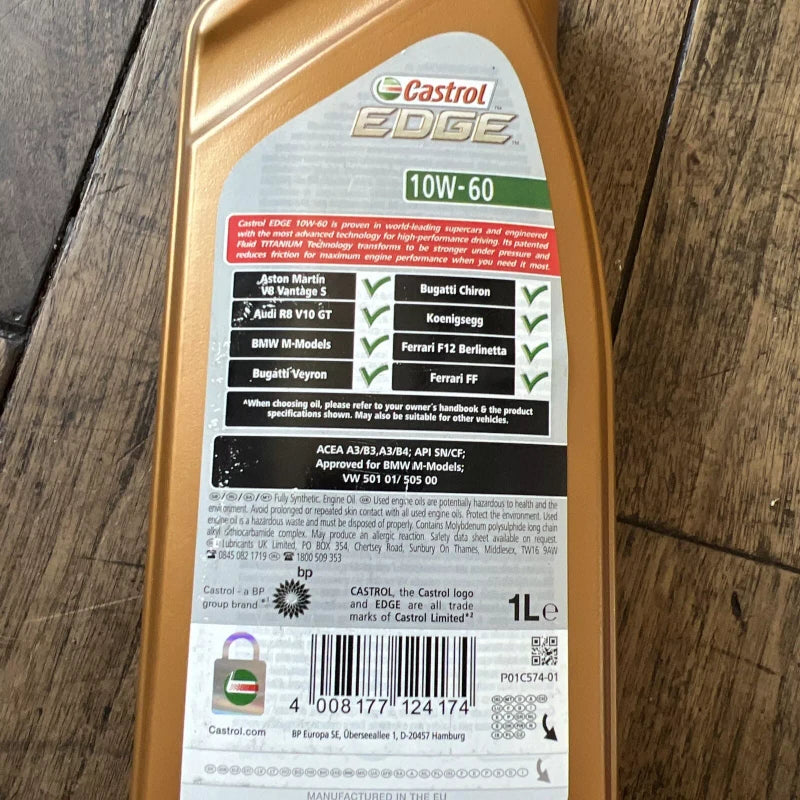 Castrol
EDGE
10W-60
Castrol EDGE 10W-60 is proven in world-leading supercars and engineered
with the most advanced technology for high-performance driving. Its patented
Fluid TITANIUM Technology transforms to be stronger under pressure and
reduces friction for maximum engine performance when you need it most.
Aston Martin
V8 Vantage S
Bugatti Chiron
Audi R8 V10 GT
Koenigsegg
BMW M-Models
Ferrari F12 Berlinetta
Bugatti Veyron
Ferrari FF
^When choosing oil, please refer to your owner's handbook & the product
specifications shown. May also be suitable for other vehicles.
ACEA A3/B3,A3/B4; API SN/CF;
Approved for BMW M-Models;
VW 501 01/ 505 00
Fully Synthetic. Engine Oil. GB Used engine oils are potentially hazardous to health and the
environment. Avoid prolonged or repeated skin contact with all used engine oils. Protect the environment. Used
engine oil is a hazardous waste and must be disposed of properly. Contains Molybdenum polysulphide long chain
alkyl dithiocarbamide complex. May produce an allergic reaction. Safety data sheet available on request.
Lubricants UK Limited, PO BOX 354, Chertsey Road, Sunbury On Thames, Middlesex, TW16 9AW
0845 082 1719 1800 509 353
bp
Castrol - a BP
group brand *¹
CASTROL, the Castrol logo
and EDGE are all trade
marks of Castrol Limited*²
1L e
P01C574-01
4 008177 124174
Castrol.com
BP Europa SE, Überseeallee 1, D-20457 Hamburg
MANUFACTURED IN THE EU